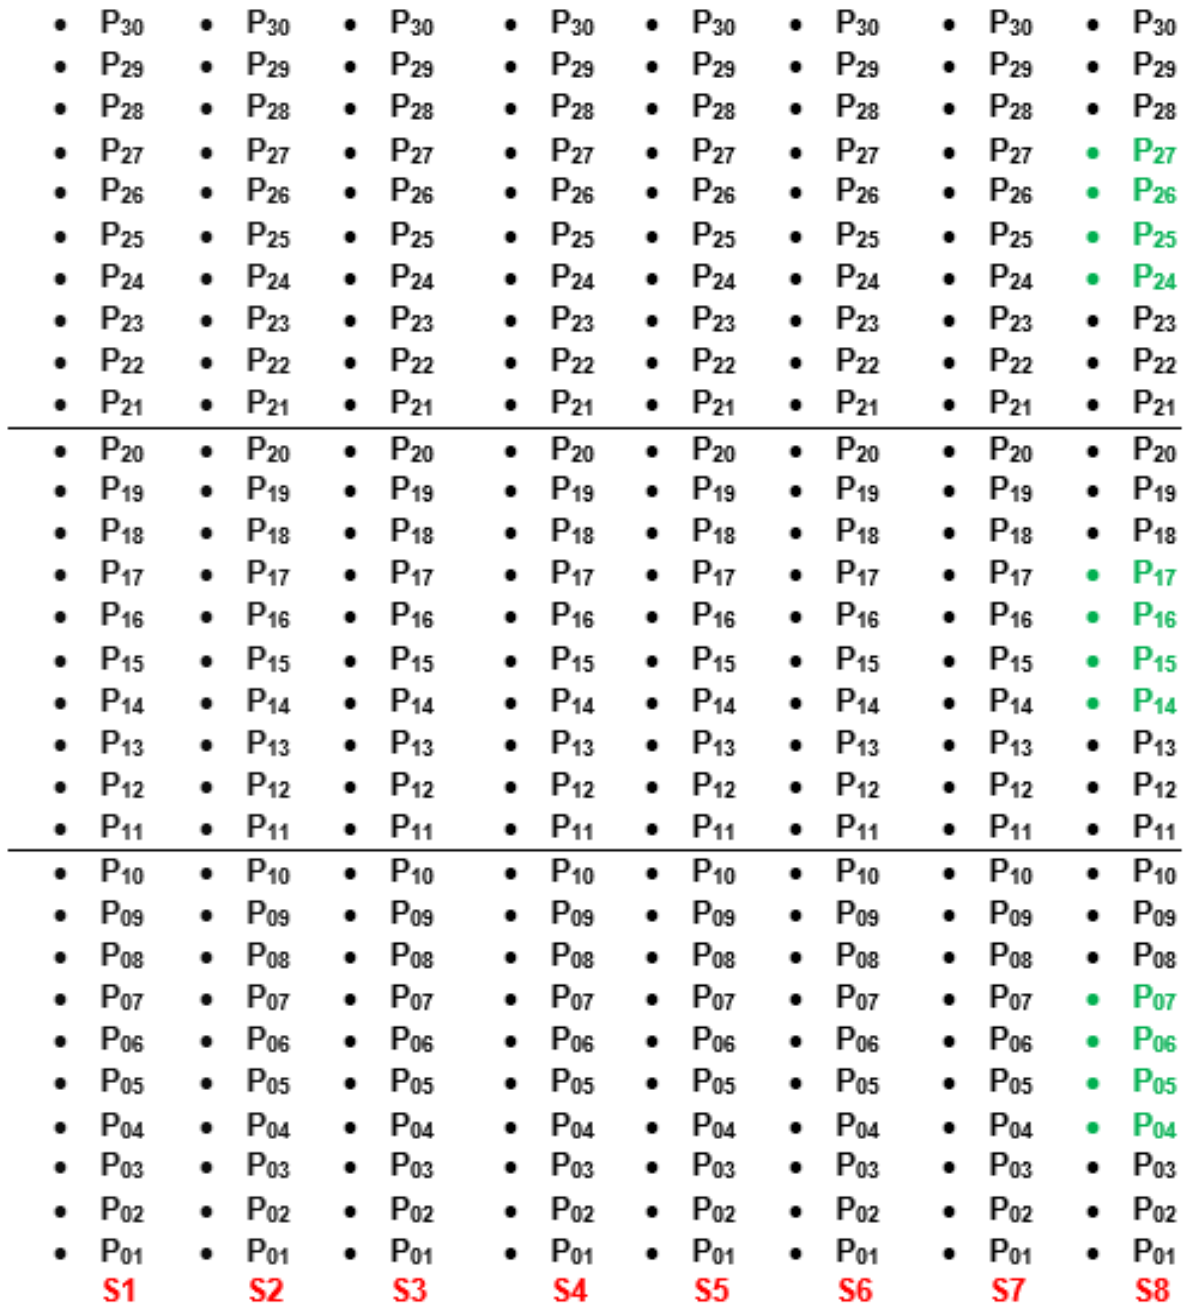 • P30 • P30 • P30 • P30 • P30 • P30 • P30 • P30
• P29 • P29 • P29 • P29 • P29 • P29 • P29 • P29
• P28 • P28 • P28 • P28 • P28 • P28 • P28 • P28
• P27 • P27 • P27 • P27 • P27 • P27 • P27 • P27
• P26 • P26 • P26 • P26 • P26 • P26 • P26 • P26
• P25 • P25 • P25 • P25 • P25 • P25 • P25 • P25
• P24 • P24 • P24 • P24 • P24 • P24 • P24 • P24
• P23 • P23 • P23 • P23 • P23 • P23 • P23 • P23
• P22 • P22 • P22 • P22 • P22 • P22 • P22 • P22
• P21 • P21 • P21 • P21 • P21 • P21 • P21 • P21
• P20 • P20 • P20 • P20 • P20 • P20 • P20 • P20
• P19 • P19 • P19 • P19 • P19 • P19 • P19 • P19
• P18 • P18 • P18 • P18 • P18 • P18 • P18 • P18
• P17 • P17 • P17 • P17 • P17 • P17 • P17 • P17
• P16 • P16 • P16 • P16 • P16 • P16 • P16 • P16
• P15 • P15 • P15 • P15 • P15 • P15 • P15 • P15
• P14 • P14 • P14 • P14 • P14 • P14 • P14 • P14
• P13 • P13 • P13 • P13 • P13 • P13 • P13 • P13
• P12 • P12 • P12 • P12 • P12 • P12 • P12 • P12
• P11 • P11 • P11 • P11 • P11 • P11 • P11 • P11
• P10 • P10 • P10 • P10 • P10 • P10 • P10 • P10
• P09 • P09 • P09 • P09 • P09 • P09 • P09 • P09
• P08 • P08 • P08 • P08 • P08 • P08 • P08 • P08
• P07 • P07 • P07 • P07 • P07 • P07 • P07 • P07
• P06 • P06 • P06 • P06 • P06 • P06 • P06 • P06
• P05 • P05 • P05 • P05 • P05 • P05 • P05 • P05
• P04 • P04 • P04 • P04 • P04 • P04 • P04 • P04
• P03 • P03 • P03 • P03 • P03 • P03 • P03 • P03
• P02 • P02 • P02 • P02 • P02 • P02 • P02 • P02
• P01 • P01 • P01 • P01 • P01 • P01 • P01 • P01
S1 S2 S3 S4 S5 S6 S7 S8